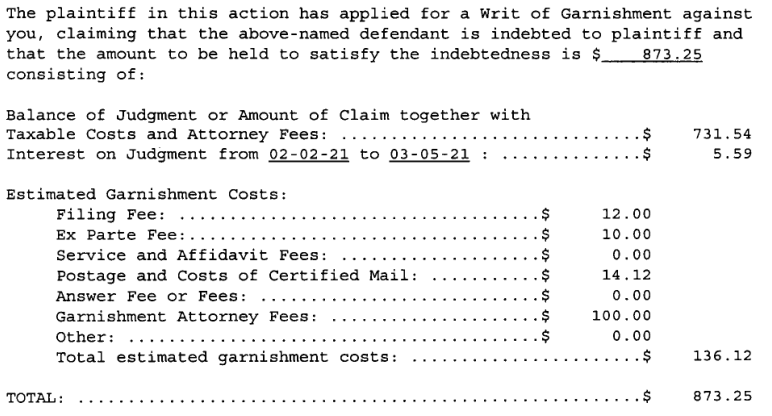 The plaintiff in this action has applied for a Writ of Garnishment against
you, claiming that the above-named defendant is indebted to plaintiff and
that the amount to be held to satisfy the indebtedness is $ 873.25
consisting of:
Balance of Judgment or Amount of Claim together with
Taxable Costs and Attorney Fees: ..............................$ 731.54
Interest on Judgment from 02-02-21 to 03-05-21 : ..............$ 5.59
Estimated Garnishment Costs:
Filing Fee: ...................................$ 12.00
Ex Parte Fee:..................................$ 10.00
Service and Affidavit Fees: ....................$ 0.00
Postage and Costs of Certified Mail: ..........$ 14.12
Answer Fee or Fees: ...........................$ 0.00
Garnishment Attorney Fees: ....................$ 100.00
Other: ........................................$ 0.00
Total estimated garnishment costs: ......................$ 136.12
TOTAL: .......................................................$ 873.25